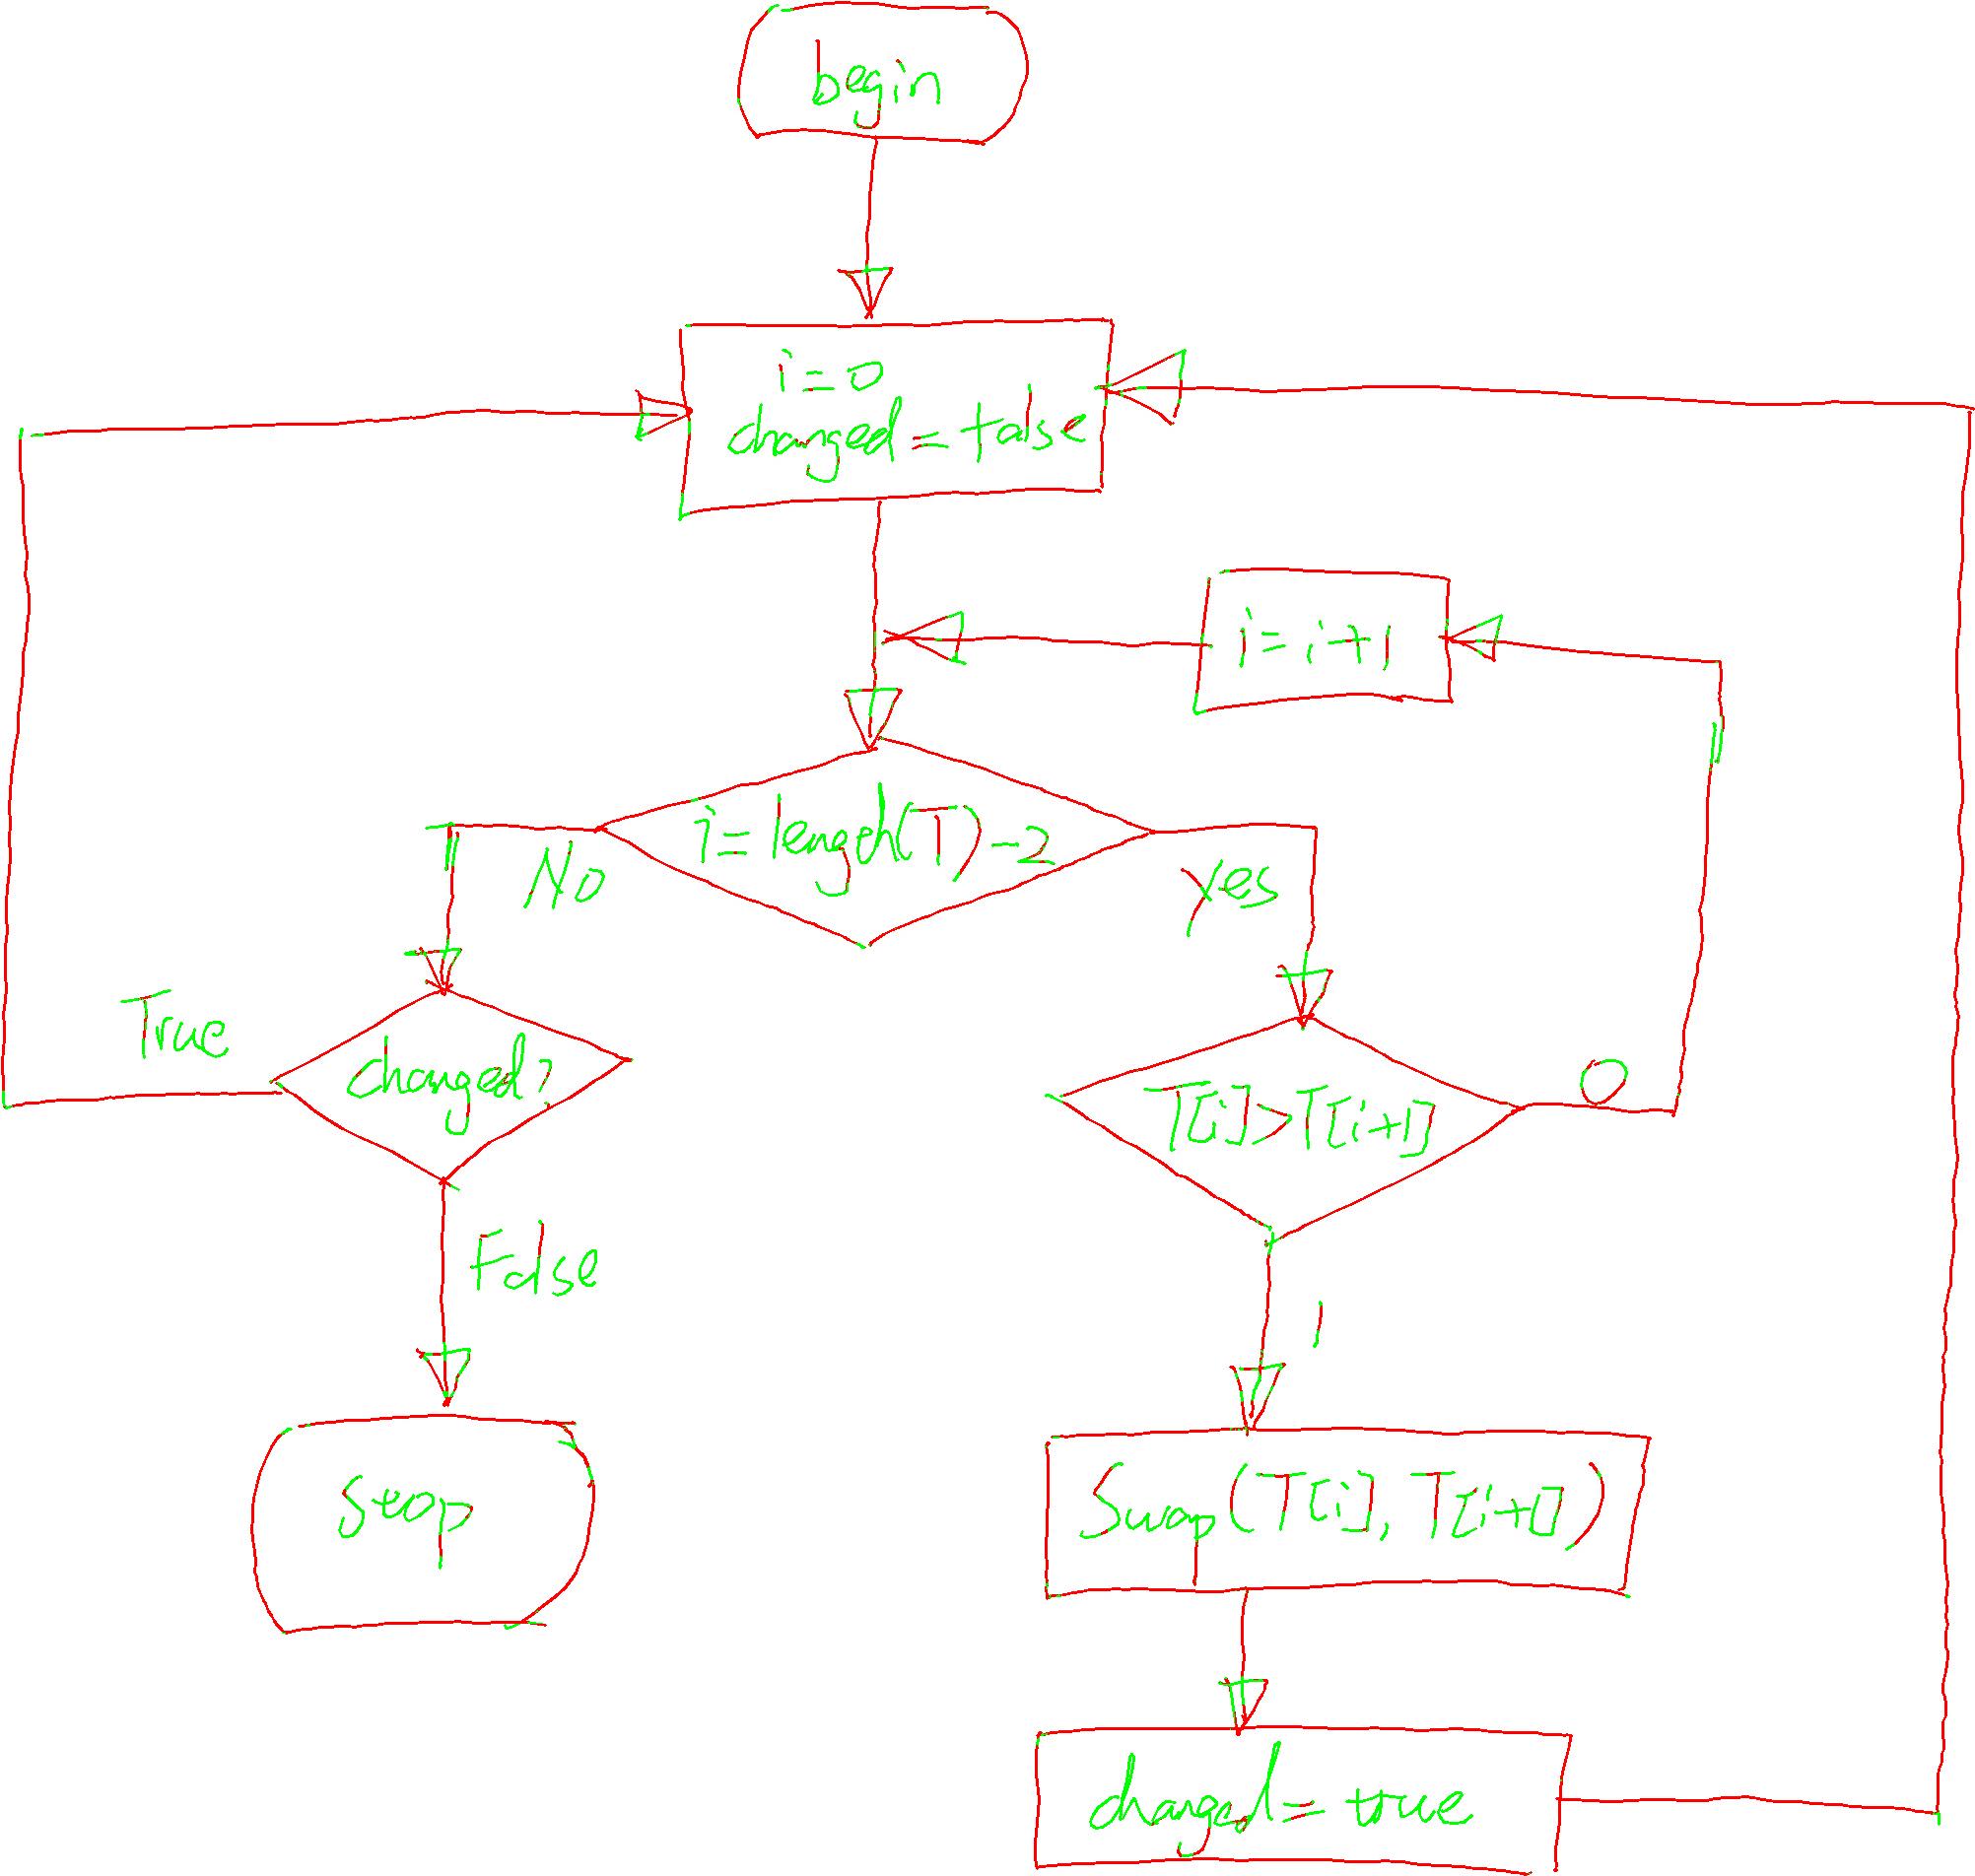 begin
i=0
changed=false
i=i+1
i=length(T)-2
No
yes
True
changed?
T[i]>T[i+1]
0
False
1
Stop
Swap(T[i], T[i+1])
changed=true